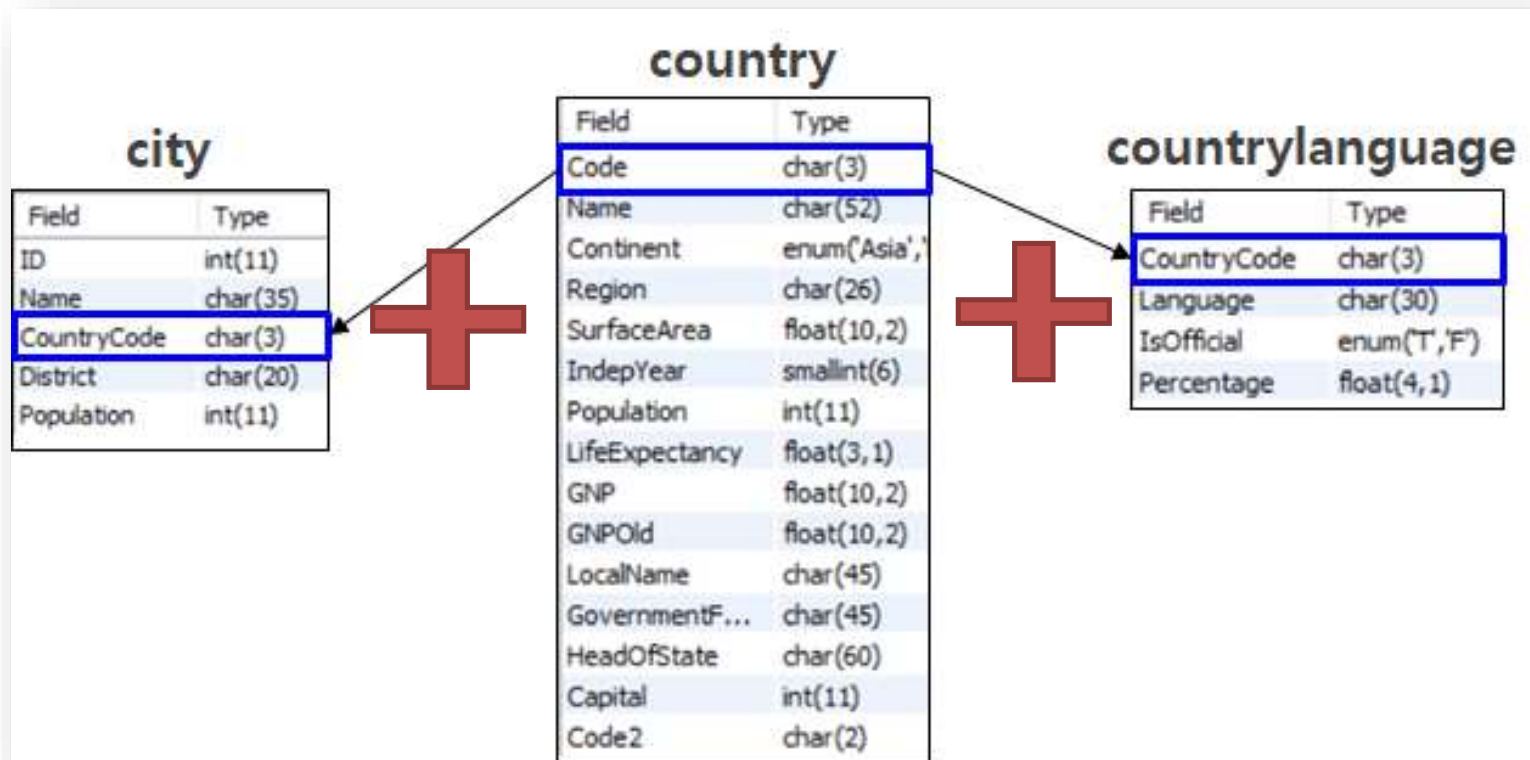 city
Field Type
ID int(11)
Name char(35)
CountryCode char(3)
District char(20)
Population int(11)
country
Field Type
Code char(3)
Name char(52)
Continent enum('Asia','
Region char(26)
SurfaceArea float(10,2)
IndepYear smallint(6)
Population int(11)
LifeExpectancy float(3,1)
GNP float(10,2)
GNPOld float(10,2)
LocalName char(45)
GovernmentF... char(45)
HeadOfState char(60)
Capital int(11)
Code2 char(2)
countrylanguage
Field Type
CountryCode char(3)
Language char(30)
IsOfficial enum('T','F')
Percentage float(4,1)